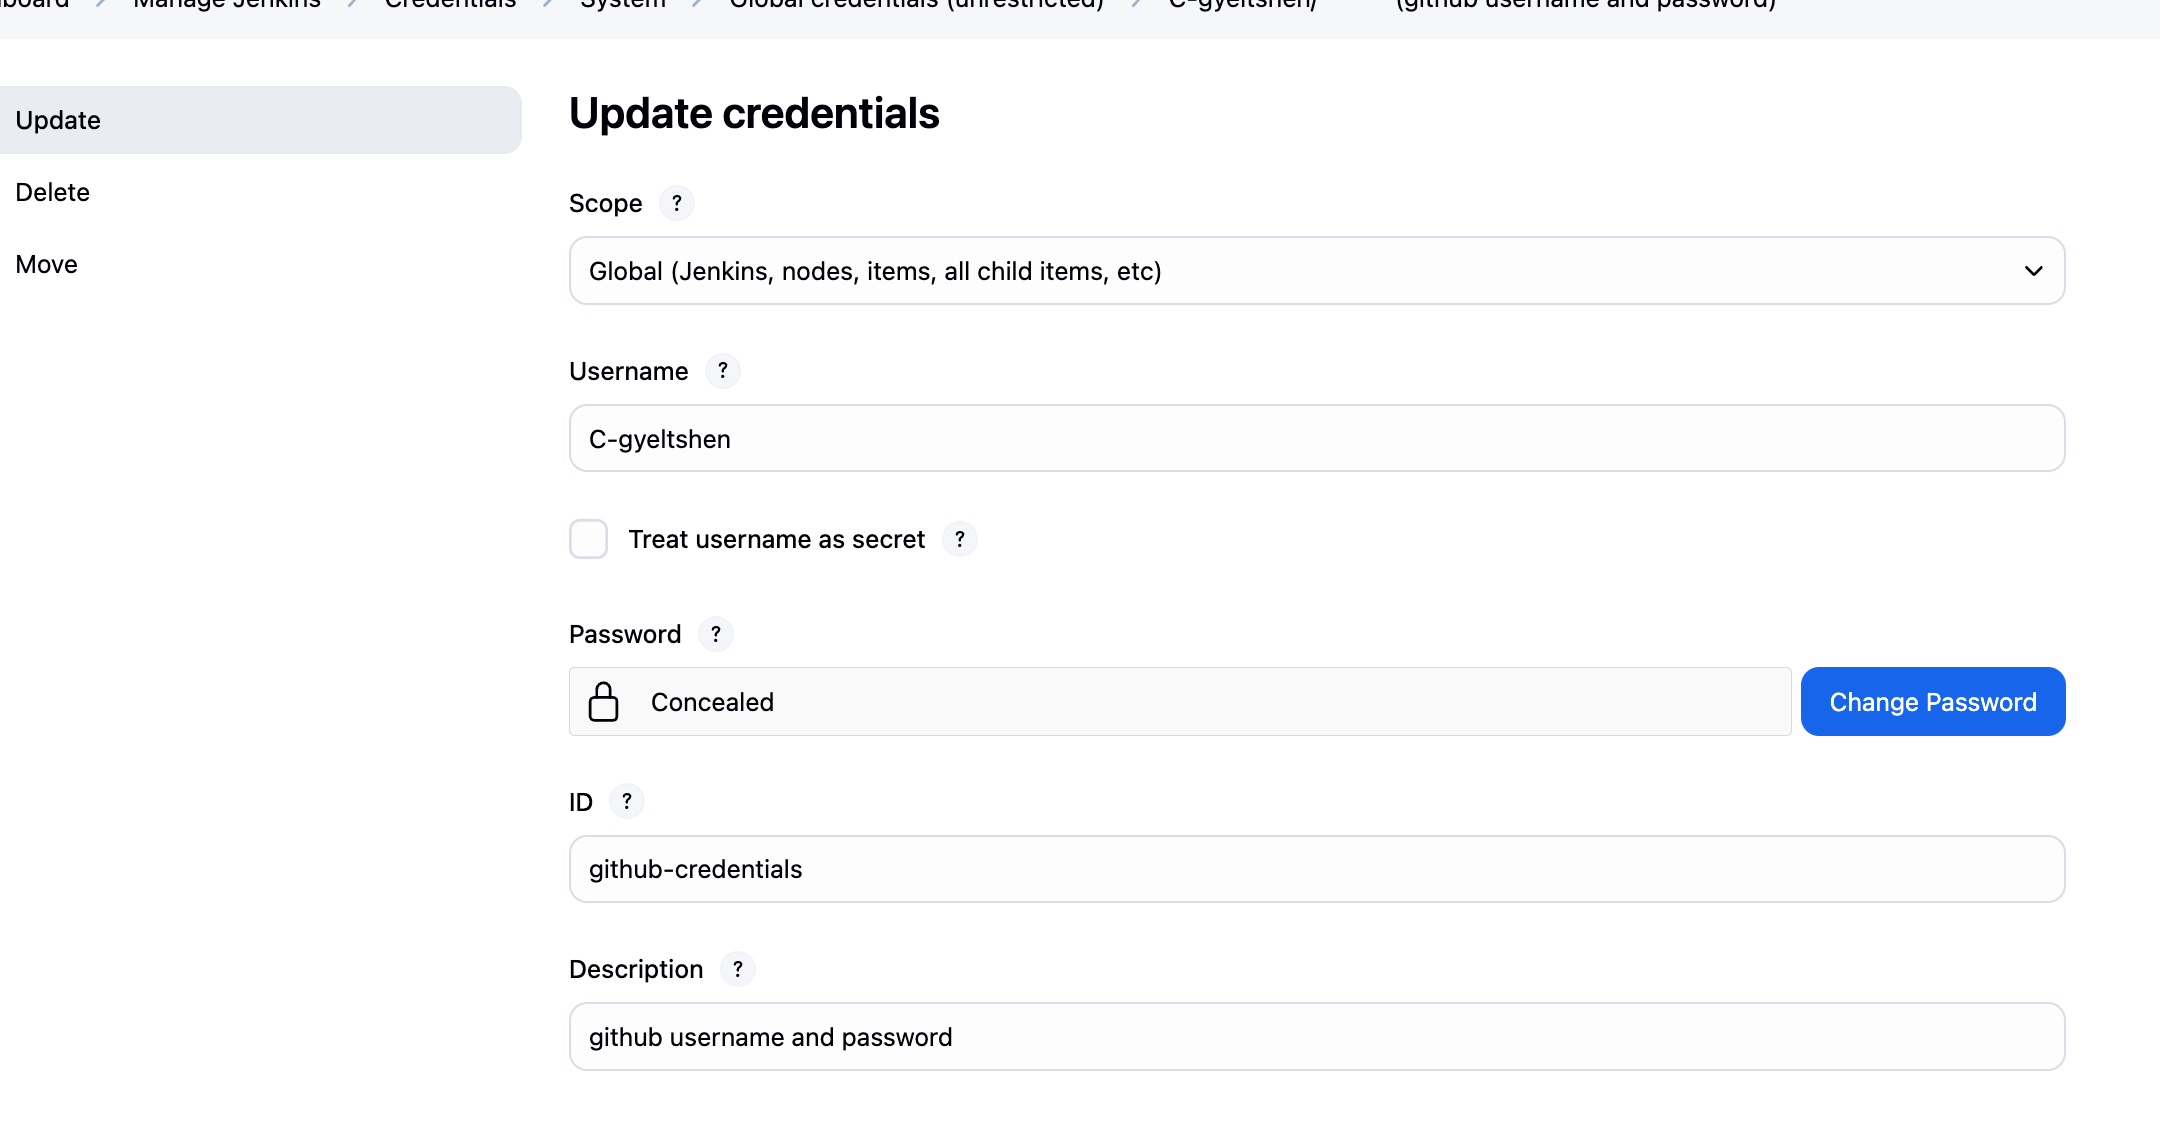 board Manage Jenkins Credentials System Global credentials (unrestricted) C-gyeltshen/ (github username and password)
Update
Delete
Move
Update credentials
Scope ?
Global (Jenkins, nodes, items, all child items, etc)
Username ?
C-gyeltshen
Treat username as secret ?
Password ?
Concealed
Change Password
ID ?
github-credentials
Description ?
github username and password